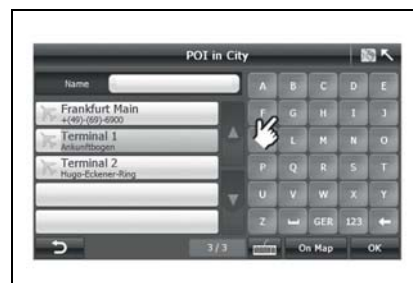 POI in City
Name
A B C D E
Frankfurt Main
+(49)-(69)-6900
F G H I J
Terminal 1
Ankunftbogen
L M N O
Terminal 2
Hugo-Eckener-Ring
P Q R S T
U V W X Y
Z GER 123
3/3
On Map
OK